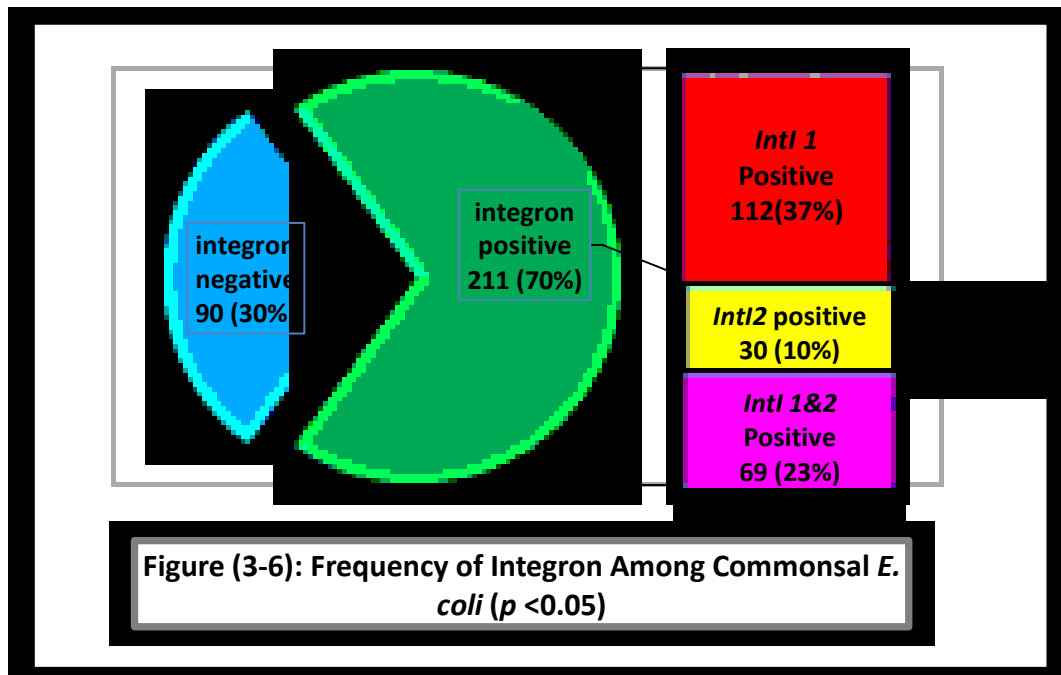 integron
negative
90 (30%
integron
positive
211 (70%)
IntI 1
Positive
112(37%)
IntI2 positive
30 (10%)
IntI 1&2
Positive
69 (23%)
Figure (3-6): Frequency of Integron Among Commonsal E.
coli (p <0.05)